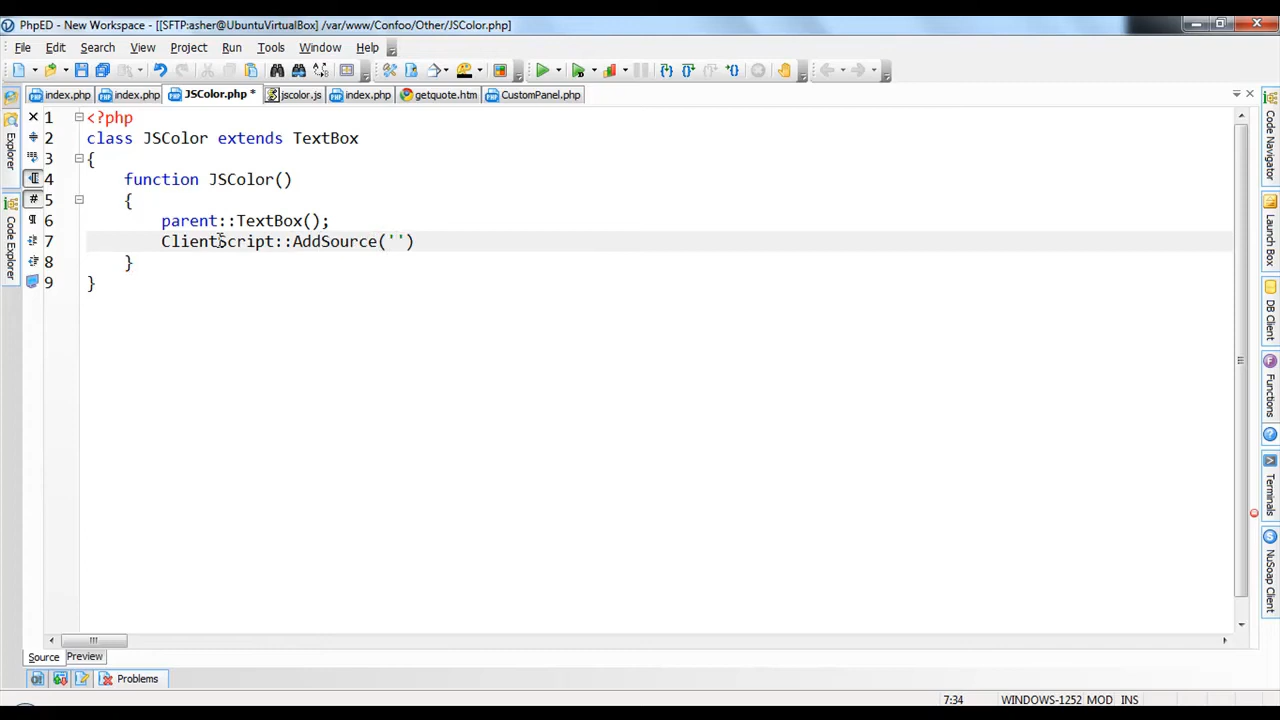 PhpED - New Workspace - [[SFTP:asher@UbuntuVirtualBox] /var/www/Confoo/Other/JSColor.php]
File Edit Search View Project Run Tools Window Help
index.php index.php JSColor.php * jscolor.js index.php getquote.htm CustomPanel.php
1 <?php
2 class JSColor extends TextBox
3 {
4 function JSColor()
5 {
6 parent::TextBox();
7 ClientScript::AddSource('')
8 }
9 }
Explorer
Code Explorer
Code Navigator
Launch Box
DB Client
Functions
Terminals
NuSoap Client
Source Preview
Problems
7:34 WINDOWS-1252 MOD INS